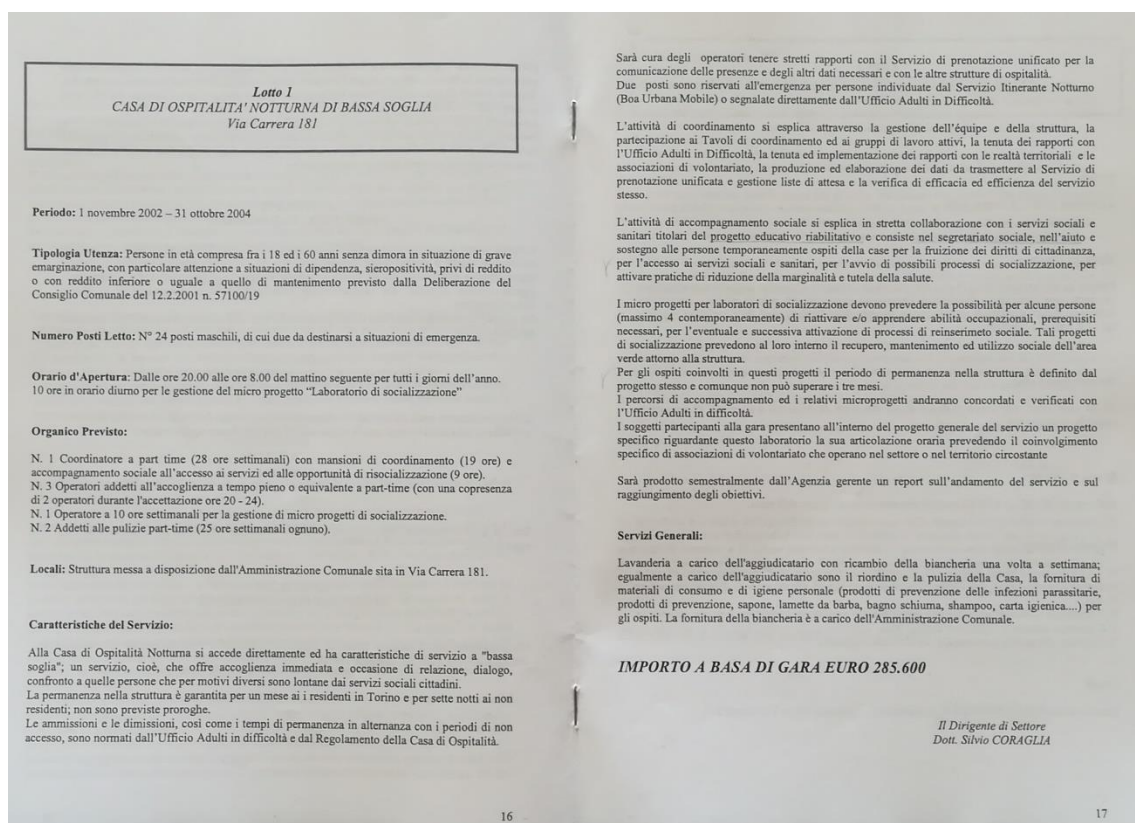 Lotto 1
CASA DI OSPITALITA' NOTTURNA DI BASSA SOGLIA
Via Carrera 181
Periodo: 1 novembre 2002 – 31 ottobre 2004
Tipologia Utenza: Persone in età compresa fra i 18 ed i 60 anni senza dimora in situazione di grave
emarginazione, con particolare attenzione a situazioni di dipendenza, sieropositività, privi di reddito
o con reddito inferiore o uguale a quello di mantenimento previsto dalla Deliberazione del
Consiglio Comunale del 12.2.2001 n. 57100/19
Numero Posti Letto: N° 24 posti maschili, di cui due da destinarsi a situazioni di emergenza.
Orario d'Apertura: Dalle ore 20.00 alle ore 8.00 del mattino seguente per tutti i giorni dell'anno.
10 ore in orario diurno per le gestione del micro progetto "Laboratorio di socializzazione"
Organico Previsto:
N. 1 Coordinatore a part time (28 ore settimanali) con mansioni di coordinamento (19 ore) e
accompagnamento sociale all'accesso ai servizi ed alle opportunità di risocializzazione (9 ore).
N. 3 Operatori addetti all'accoglienza a tempo pieno o equivalente a part-time (con una copresenza
di 2 operatori durante l'accettazione ore 20 - 24).
N. 1 Operatore a 10 ore settimanali per la gestione di micro progetti di socializzazione.
N. 2 Addetti alle pulizie part-time (25 ore settimanali ognuno).
Locali: Struttura messa a disposizione dall'Amministrazione Comunale sita in Via Carrera 181.
Caratteristiche del Servizio:
Alla Casa di Ospitalità Notturna si accede direttamente ed ha caratteristiche di servizio a "bassa
soglia"; un servizio, cioè, che offre accoglienza immediata e occasione di relazione, dialogo,
confronto a quelle persone che per motivi diversi sono lontane dai servizi sociali cittadini.
La permanenza nella struttura è garantita per un mese ai i residenti in Torino e per sette notti ai non
residenti; non sono previste proroghe.
Le ammissioni e le dimissioni, così come i tempi di permanenza in alternanza con i periodi di non
accesso, sono normati dall'Ufficio Adulti in difficoltà e dal Regolamento della Casa di Ospitalità.
16
Sarà cura degli operatori tenere stretti rapporti con il Servizio di prenotazione unificato per la
comunicazione delle presenze e degli altri dati necessari e con le altre strutture di ospitalità.
Due posti sono riservati all'emergenza per persone individuate dal Servizio Itinerante Notturno
(Boa Urbana Mobile) o segnalate direttamente dall'Ufficio Adulti in Difficoltà.
L'attività di coordinamento si esplica attraverso la gestione dell'équipe e della struttura, la
partecipazione ai Tavoli di coordinamento ed ai gruppi di lavoro attivi, la tenuta dei rapporti con
l'Ufficio Adulti in Difficoltà, la tenuta ed implementazione dei rapporti con le realtà territoriali e le
associazioni di volontariato, la produzione ed elaborazione dei dati da trasmettere al Servizio di
prenotazione unificata e gestione liste di attesa e la verifica di efficacia ed efficienza del servizio
stesso.
L'attività di accompagnamento sociale si esplica in stretta collaborazione con i servizi sociali e
sanitari titolari del progetto educativo riabilitativo e consiste nel segretariato sociale, nell'aiuto e
sostegno alle persone temporaneamente ospiti della case per la fruizione dei diritti di cittadinanza,
per l'accesso ai servizi sociali e sanitari, per l'avvio di possibili processi di socializzazione, per
attivare pratiche di riduzione della marginalità e tutela della salute.
I micro progetti per laboratori di socializzazione devono prevedere la possibilità per alcune persone
(massimo 4 contemporaneamente) di riattivare e/o apprendere abilità occupazionali, prerequisiti
necessari, per l'eventuale e successiva attivazione di processi di reinserimeto sociale. Tali progetti
di socializzazione prevedono al loro interno il recupero, mantenimento ed utilizzo sociale dell'area
verde attorno alla struttura.
Per gli ospiti coinvolti in questi progetti il periodo di permanenza nella struttura è definito dal
progetto stesso e comunque non può superare i tre mesi.
I percorsi di accompagnamento ed i relativi microprogetti andranno concordati e verificati con
l'Ufficio Adulti in difficoltà.
I soggetti partecipanti alla gara presentano all'interno del progetto generale del servizio un progetto
specifico riguardante questo laboratorio la sua articolazione oraria prevedendo il coinvolgimento
specifico di associazioni di volontariato che operano nel settore o nel territorio circostante
Sarà prodotto semestralmente dall'Agenzia gerente un report sull'andamento del servizio e sul
raggiungimento degli obiettivi.
Servizi Generali:
Lavanderia a carico dell'aggiudicatario con ricambio della biancheria una volta a settimana;
egualmente a carico dell'aggiudicatario sono il riordino e la pulizia della Casa, la fornitura di
materiali di consumo e di igiene personale (prodotti di prevenzione delle infezioni parassitarie,
prodotti di prevenzione, sapone, lamette da barba, bagno schiuma, shampoo, carta igienica....) per
gli ospiti. La fornitura della biancheria è a carico dell'Amministrazione Comunale.
IMPORTO A BASA DI GARA EURO 285.600
Il Dirigente di Settore
Dott. Silvio CORAGLIA
17